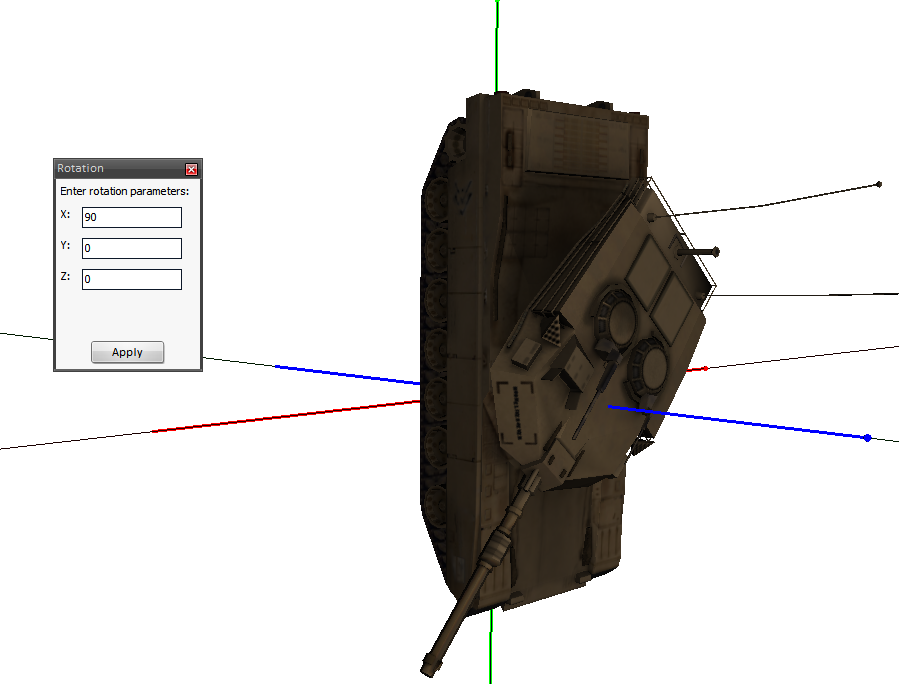 Rotation
Enter rotation parameters:
X: 90
Y: 0
Z: 0
Apply